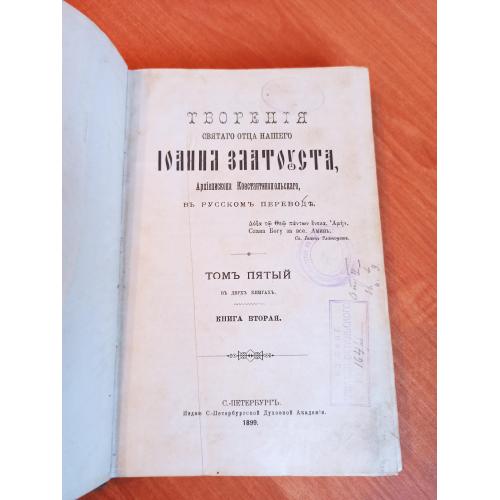 ТВОРЕНІЯ
СВЯТАГО ОТЦА НАШЕГО
ІОАННА ЗЛАТОУСТА,
Архіепископа Константинопольскаго,
ВЪ РУССКОМЪ ПЕРЕВОДѢ.
Δόξα τῷ Θεῷ πάντων ἕνεκα, Ἀμήν.
Слава Богу за все. Аминь.
Св. Іоаннъ Златоустъ.
ТОМЪ ПЯТЫЙ
ВЪ ДВУХЪ КНИГАХЪ.
КНИГА ВТОРАЯ.
С.-ПЕТЕРБУРГЪ.
Изданіе С.-Петербургской Духовной Академіи.
1899.